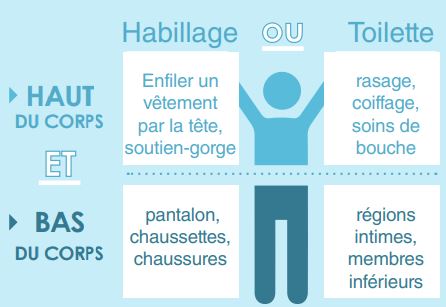 Habillage OU Toilette
HAUT
DU CORPS
Enfiler un
vêtement
par la tête,
soutien-gorge
rasage,
coiffage,
soins de
bouche
ET
BAS
DU CORPS
pantalon,
chaussettes,
chaussures
régions
intimes,
membres
inférieurs